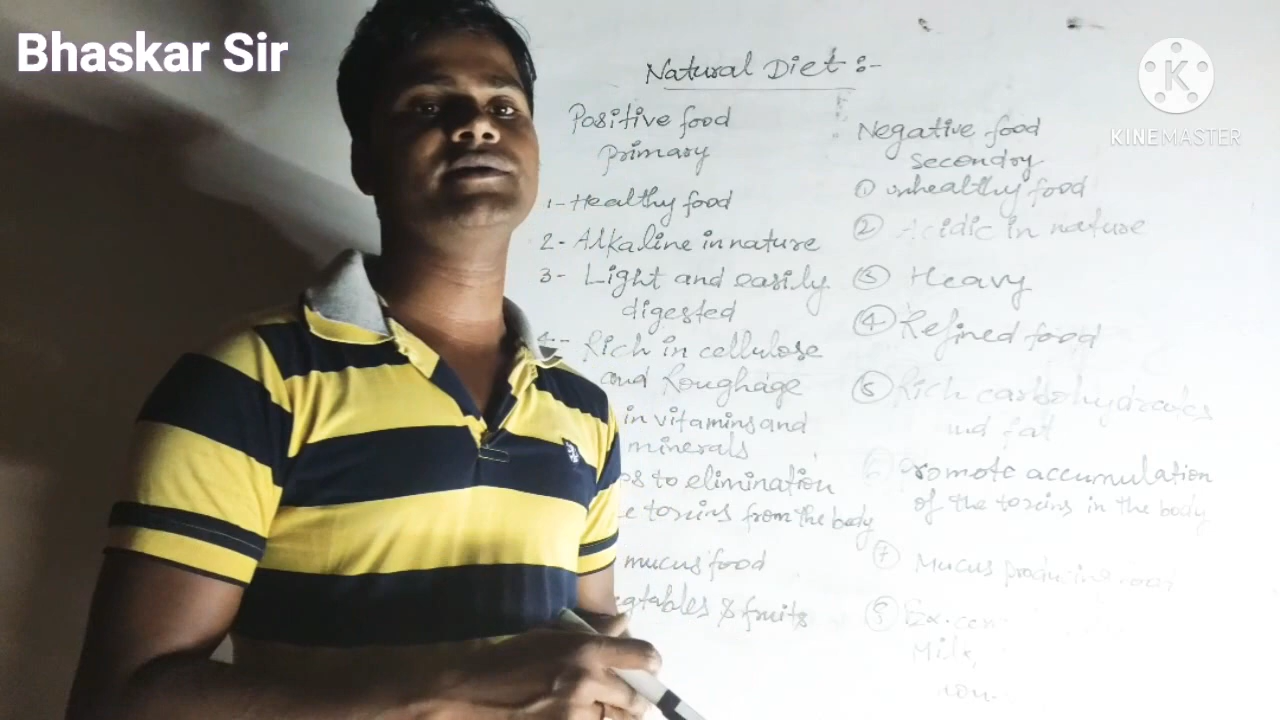 Bhaskar Sir
KINEMASTER
Natural Diet :-
Positive food
primary
1- Healthy food
2- Alkaline in nature
3- Light and easily
digested
4- Rich in cellulose
and Roughage
in vitamins and
minerals
to elimination
toxins from the body
mucus food
& fruits
Negative food
secondry
① unhealthy food
② Acidic in nature
③ Heavy
④ Refined food
⑤ Rich carbohydrates
and fat
⑥ Promote accumulation
of the toxins in the body
⑦ Mucus producing food
⑧ Ex.
Milk,